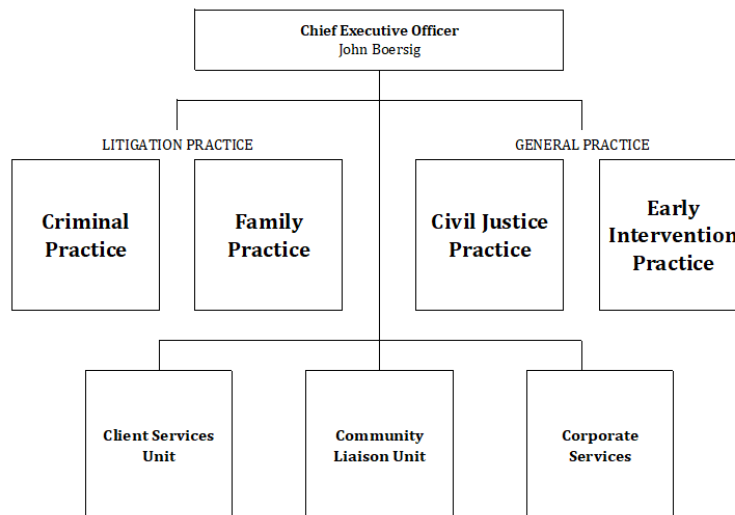 Chief Executive Officer
John Boersig
LITIGATION PRACTICE
GENERAL PRACTICE
Criminal
Practice
Family
Practice
Civil Justice
Practice
Early
Intervention
Practice
Client Services
Unit
Community
Liaison Unit
Corporate
Services